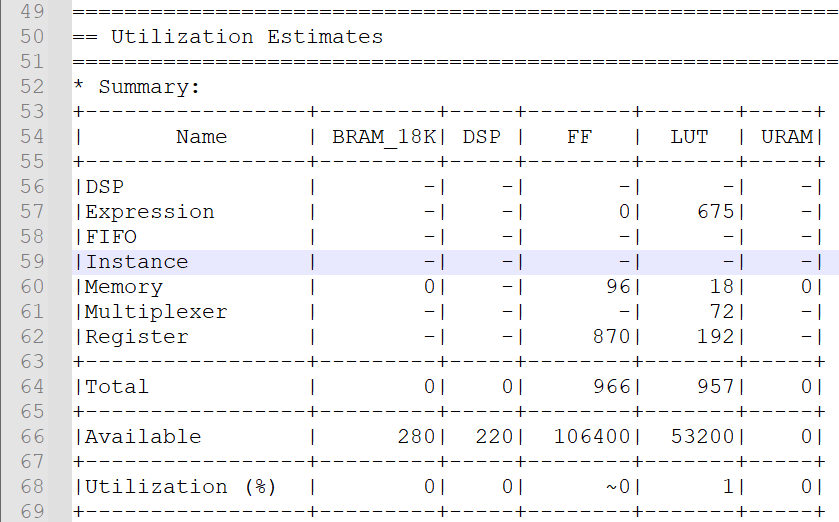 49 ================================================================
50 == Utilization Estimates
51 ================================================================
52 * Summary:
53 +-----------------+---------+-----+--------+-------+-----+
54 |       Name      | BRAM_18K| DSP |   FF   |  LUT  | URAM|
55 +-----------------+---------+-----+--------+-------+-----+
56 |DSP              |        -|    -|       -|      -|    -|
57 |Expression       |        -|    -|       0|    675|    -|
58 |FIFO             |        -|    -|       -|      -|    -|
59 |Instance         |        -|    -|       -|      -|    -|
60 |Memory           |        0|    -|      96|     18|    0|
61 |Multiplexer      |        -|    -|       -|     72|    -|
62 |Register         |        -|    -|     870|    192|    -|
63 +-----------------+---------+-----+--------+-------+-----+
64 |Total            |        0|    0|     966|    957|    0|
65 +-----------------+---------+-----+--------+-------+-----+
66 |Available        |      280|  220|  106400|  53200|    0|
67 +-----------------+---------+-----+--------+-------+-----+
68 |Utilization (%)  |        0|    0|      ~0|      1|    0|
69 +-----------------+---------+-----+--------+-------+-----+